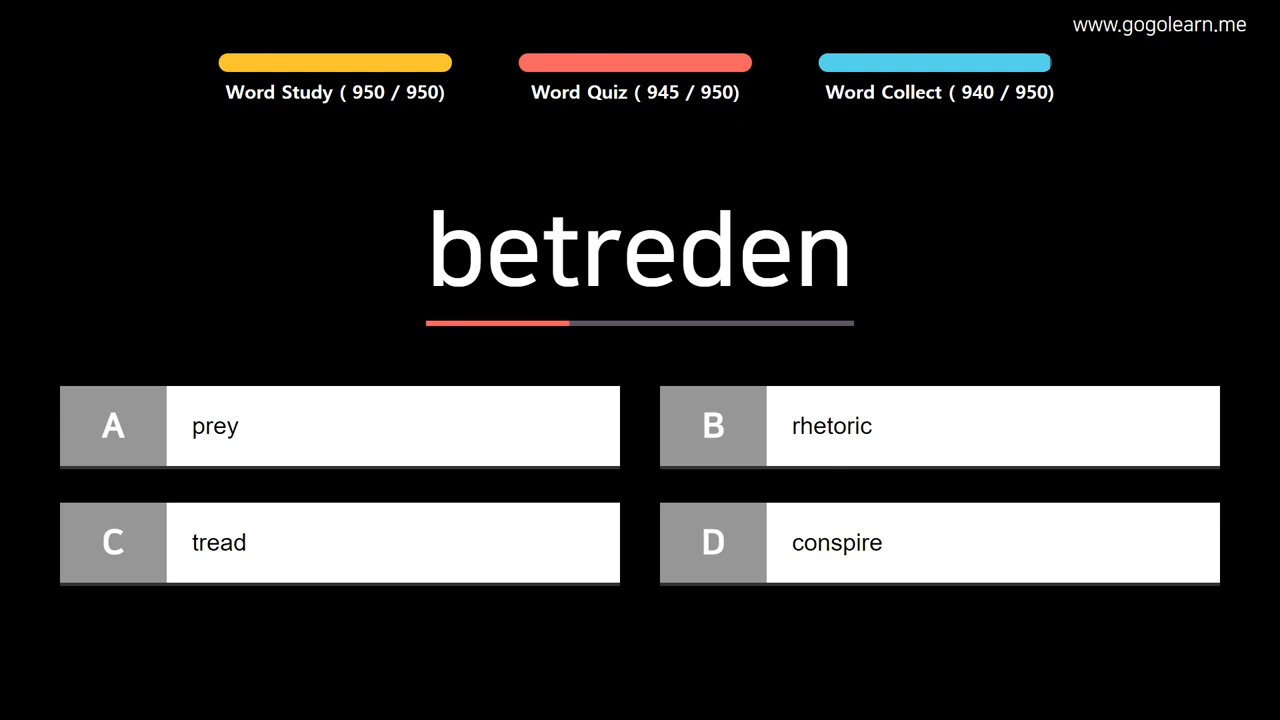 www.gogolearn.me
Word Study ( 950 / 950)
Word Quiz ( 945 / 950)
Word Collect ( 940 / 950)
betreden
A prey
B rhetoric
C tread
D conspire